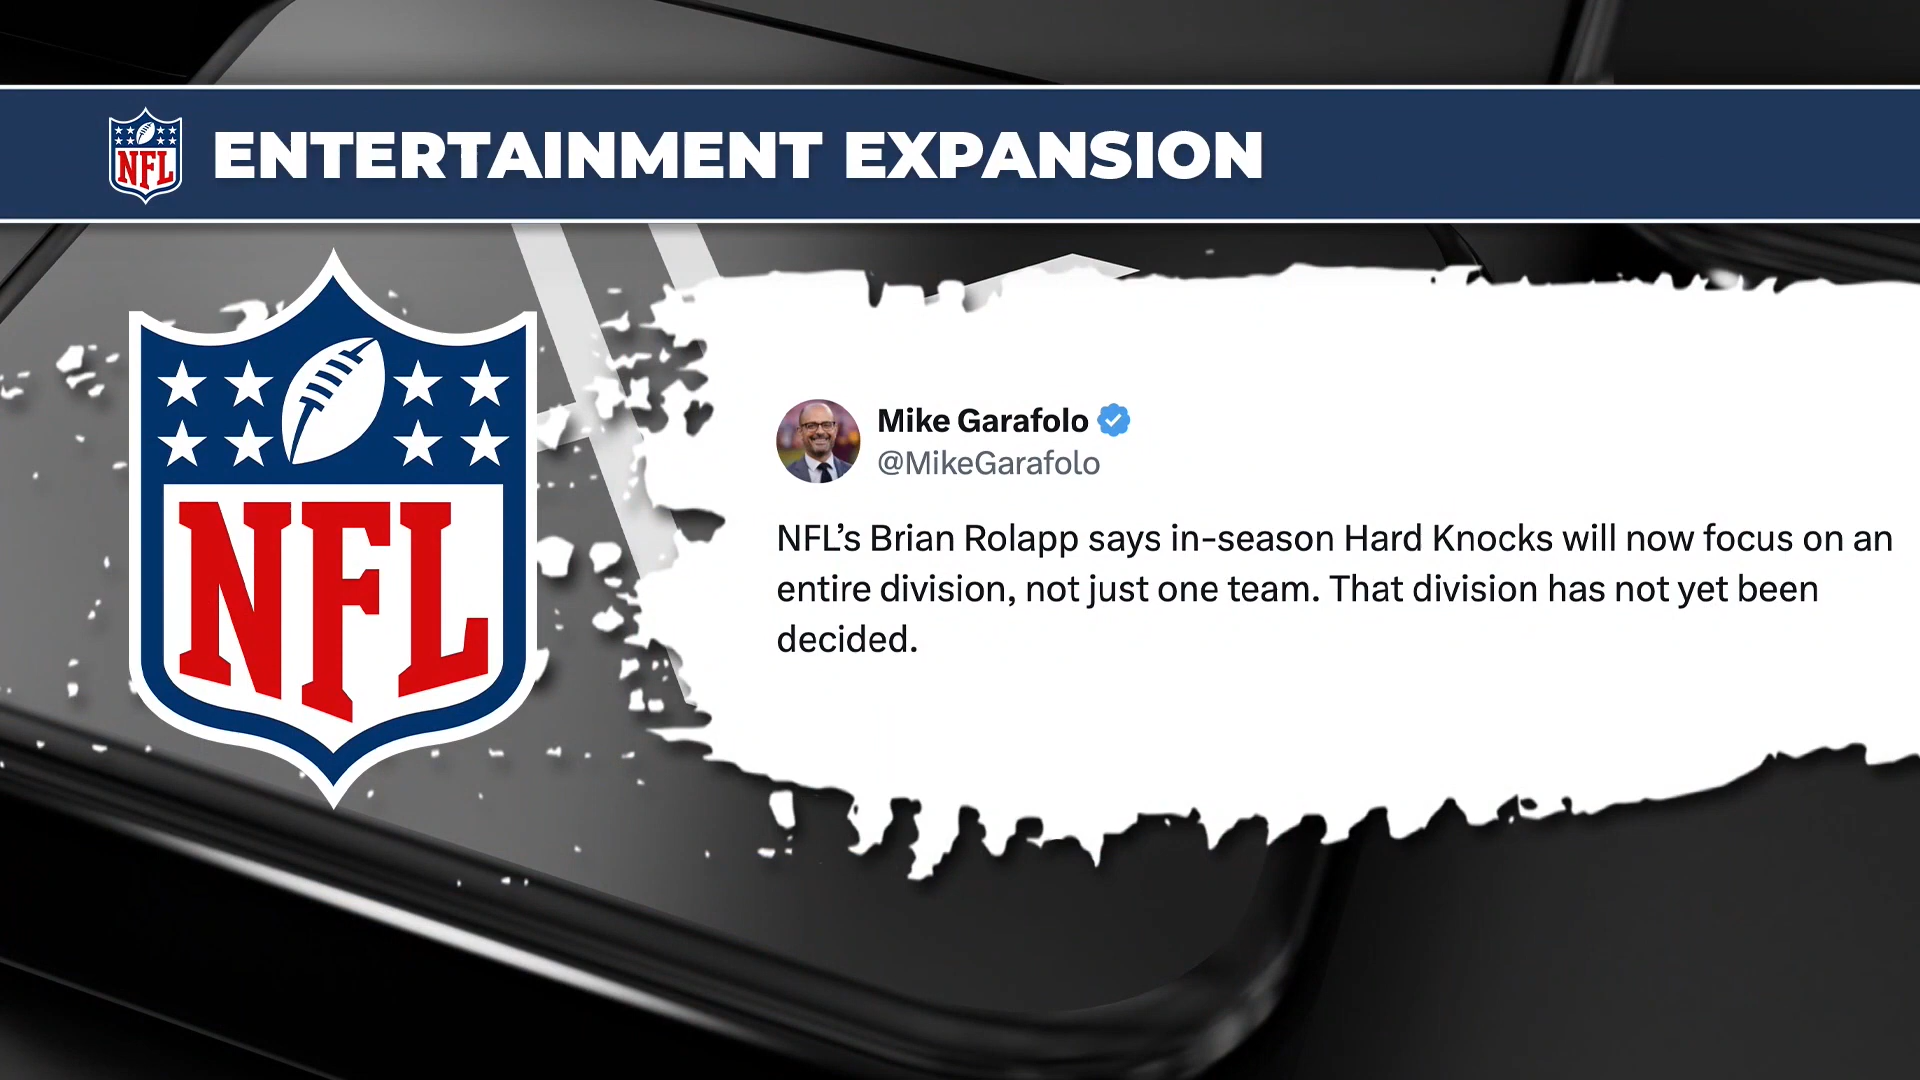 NFL
ENTERTAINMENT EXPANSION
NFL
Mike Garafolo
@MikeGarafolo
NFL’s Brian Rolapp says in-season Hard Knocks will now focus on an
entire division, not just one team. That division has not yet been
decided.